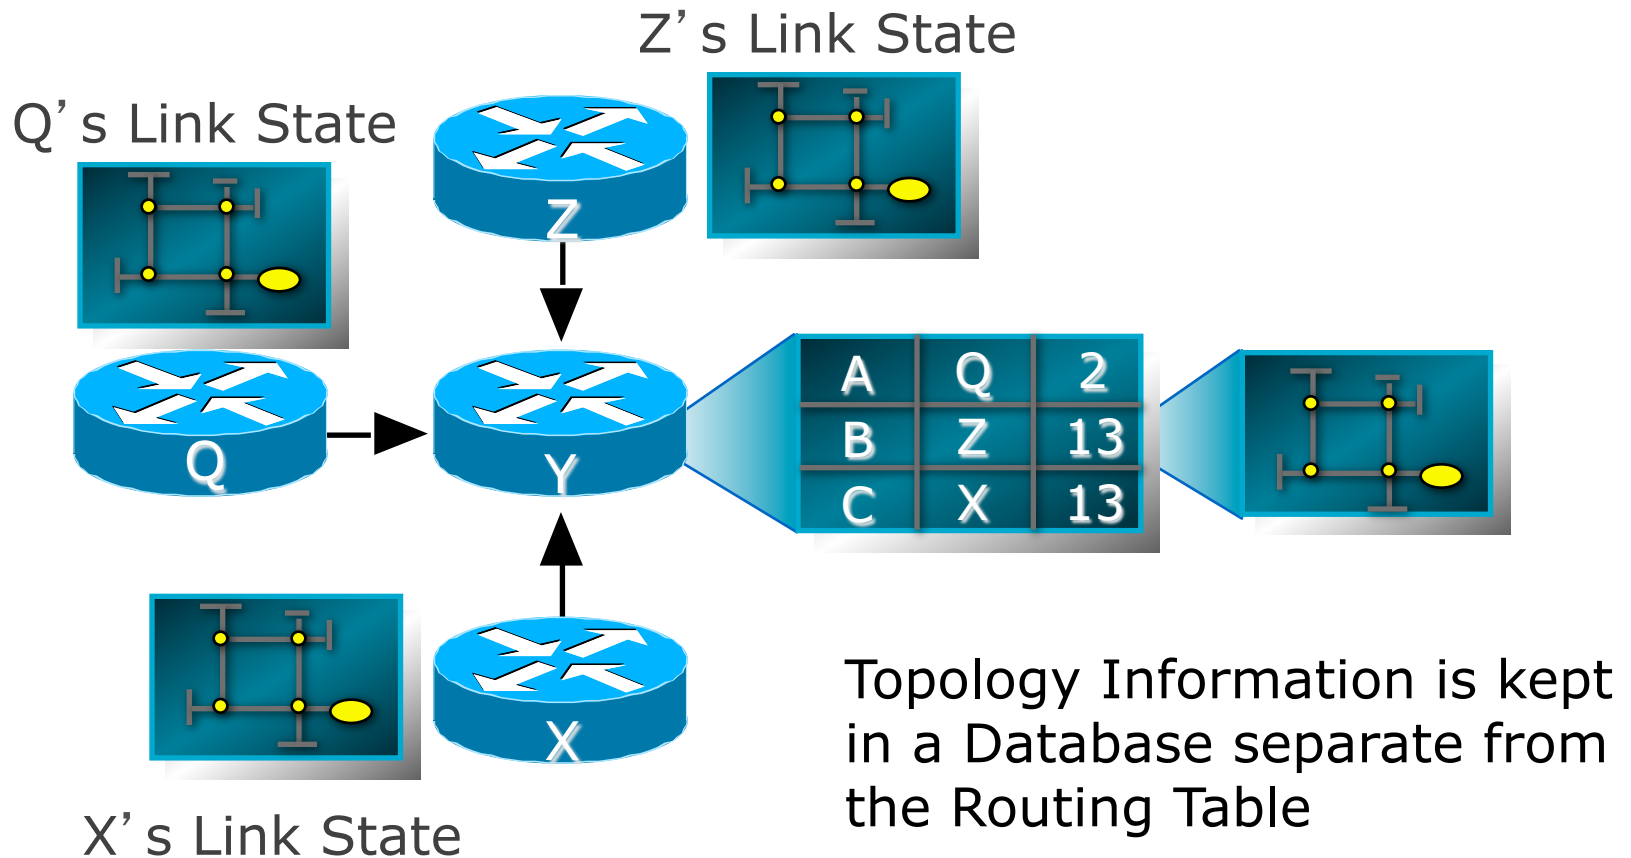 Z’s Link State
Q’s Link State
Z
Q
Y
A Q 2
B Z 13
C X 13
X
X’s Link State
Topology Information is kept
in a Database separate from
the Routing Table